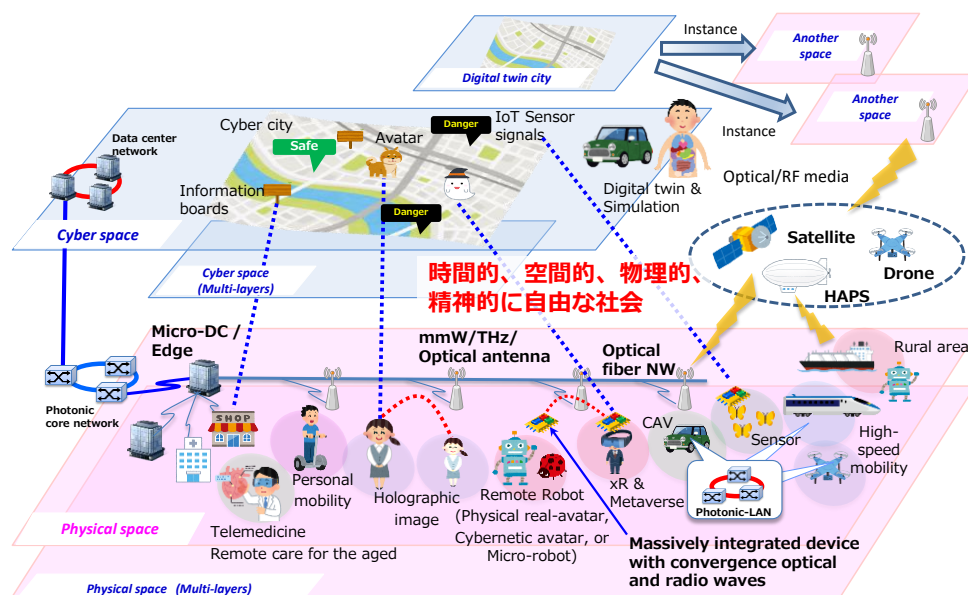 Instance
Another
space
Digital twin city
Another
space
Instance
Data center
network
Cyber city
Safe
Avatar
Danger
IoT Sensor
signals
Information
boards
Danger
Digital twin &
Simulation
Optical/RF media
Cyber space
Cyber space
(Multi-layers)
Satellite
Drone
HAPS
時間的、空間的、物理的、
精神的に自由な社会
Micro-DC /
Edge
mmW/THz/
Optical antenna
Optical
fiber NW
Rural area
Photonic
core network
SHOP
CAV
Sensor
High-
speed
mobility
Personal
mobility
Holographic
image
Remote Robot
(Physical real-avatar,
Cybernetic avatar, or
Micro-robot)
xR &
Metaverse
Photonic-LAN
Physical space
Telemedicine
Remote care for the aged
Massively integrated device
with convergence optical
and radio waves
Physical space (Multi-layers)